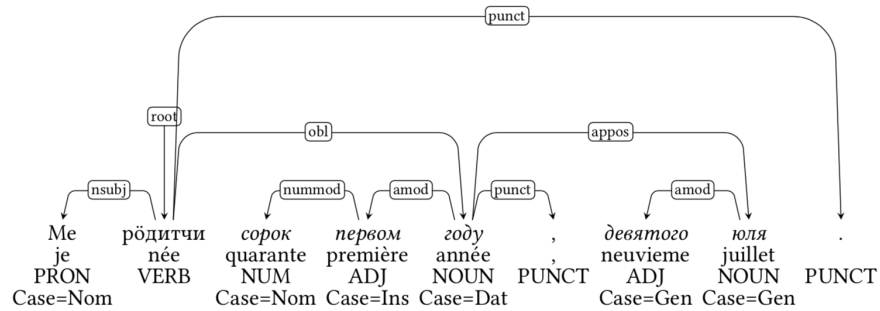 punct
root
obl
appos
nsubj
nummod
amod
punct
amod
Ме рӧдитчи сорок первом году , девятого юля .
je née quarante première année , neuvieme juillet
PRON VERB NUM ADJ NOUN PUNCT ADJ NOUN PUNCT
Case=Nom Case=Nom Case=Ins Case=Dat Case=Gen Case=Gen